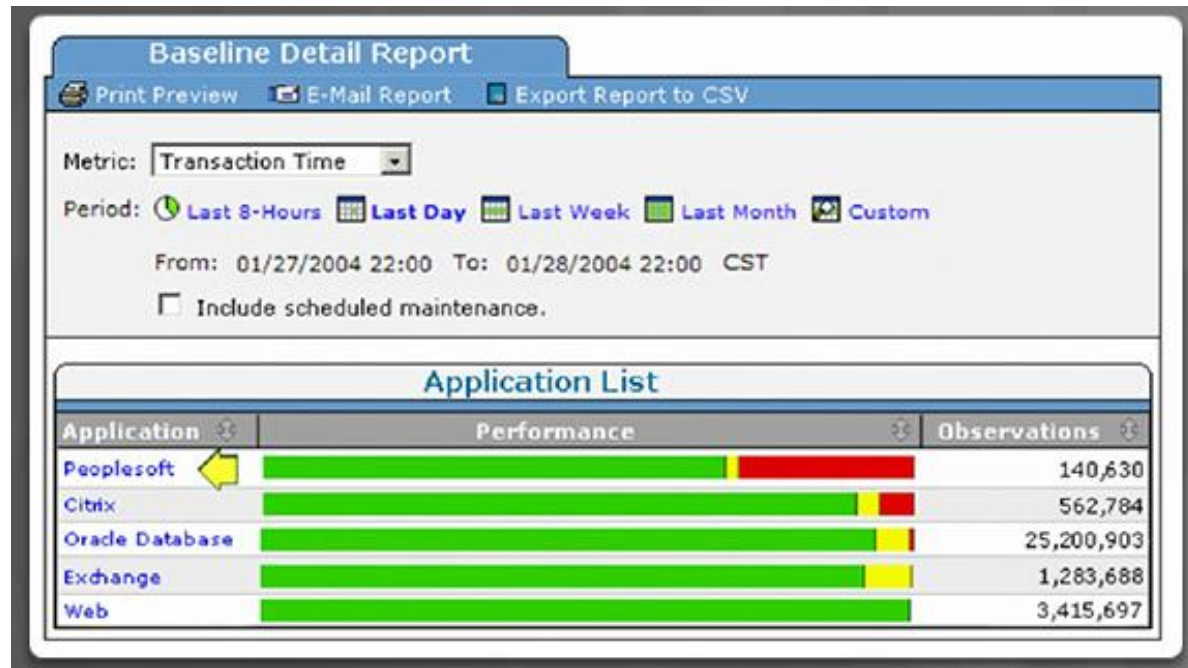 Baseline Detail Report
Print Preview E-Mail Report Export Report to CSV
Metric: Transaction Time
Period: Last 8-Hours Last Day Last Week Last Month Custom
From: 01/27/2004 22:00 To: 01/28/2004 22:00 CST
Include scheduled maintenance.
Application List
Application Performance Observations
Peoplesoft 140,630
Citrix 562,784
Oracle Database 25,200,903
Exchange 1,283,688
Web 3,415,697